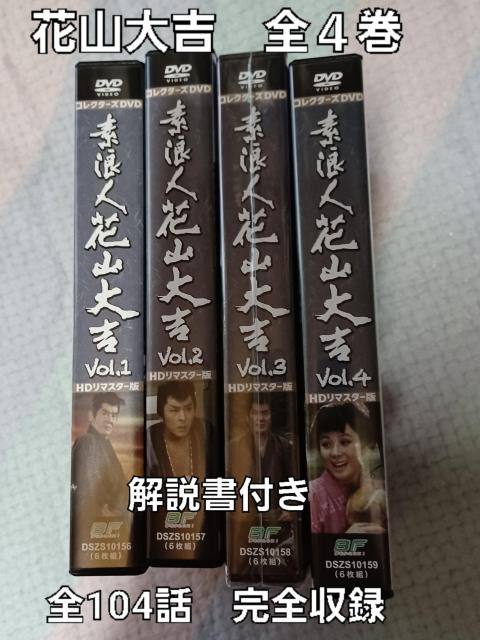 花山大吉　全４巻
DVD
VIDEO
コレクターズDVD
素浪人花山大吉
Vol.1
HDリマスター版
DSZS10156
(6枚組)
DVD
VIDEO
コレクターズDVD
素浪人花山大吉
Vol.2
HDリマスター版
DSZS10157
(6枚組)
DVD
VIDEO
コレクターズDVD
素浪人花山大吉
Vol.3
HDリマスター版
DSZS10158
(6枚組)
DVD
VIDEO
コレクターズDVD
素浪人花山大吉
Vol.4
HDリマスター版
DSZS10159
(6枚組)
解説書付き
全104話　完全収録